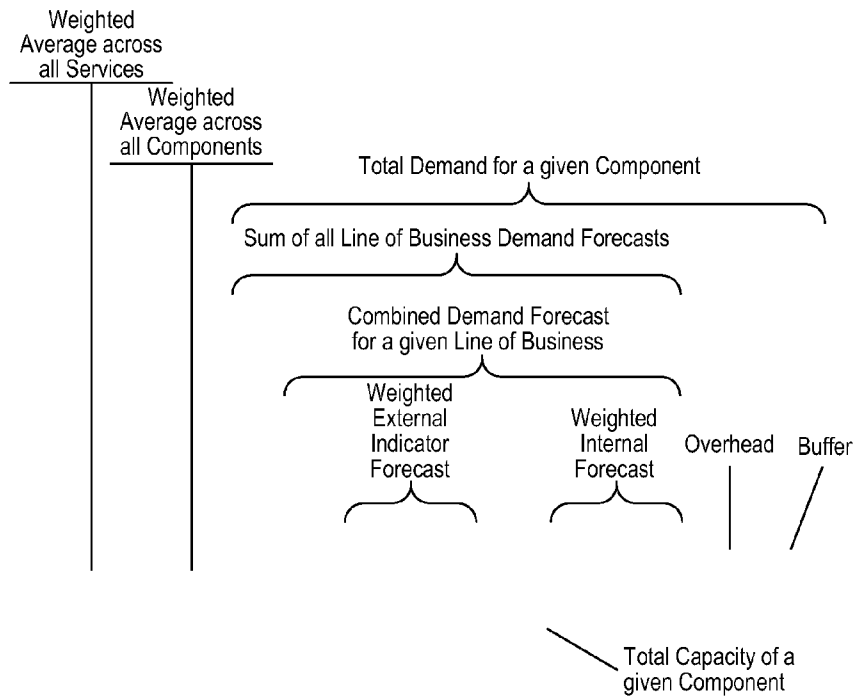 Weighted
Average across
all Services
Weighted
Average across
all Components
Total Demand for a given Component
Sum of all Line of Business Demand Forecasts
Combined Demand Forecast
for a given Line of Business
Weighted
External
Indicator
Forecast
Weighted
Internal
Forecast
Overhead
Buffer
Total Capacity of a
given Component